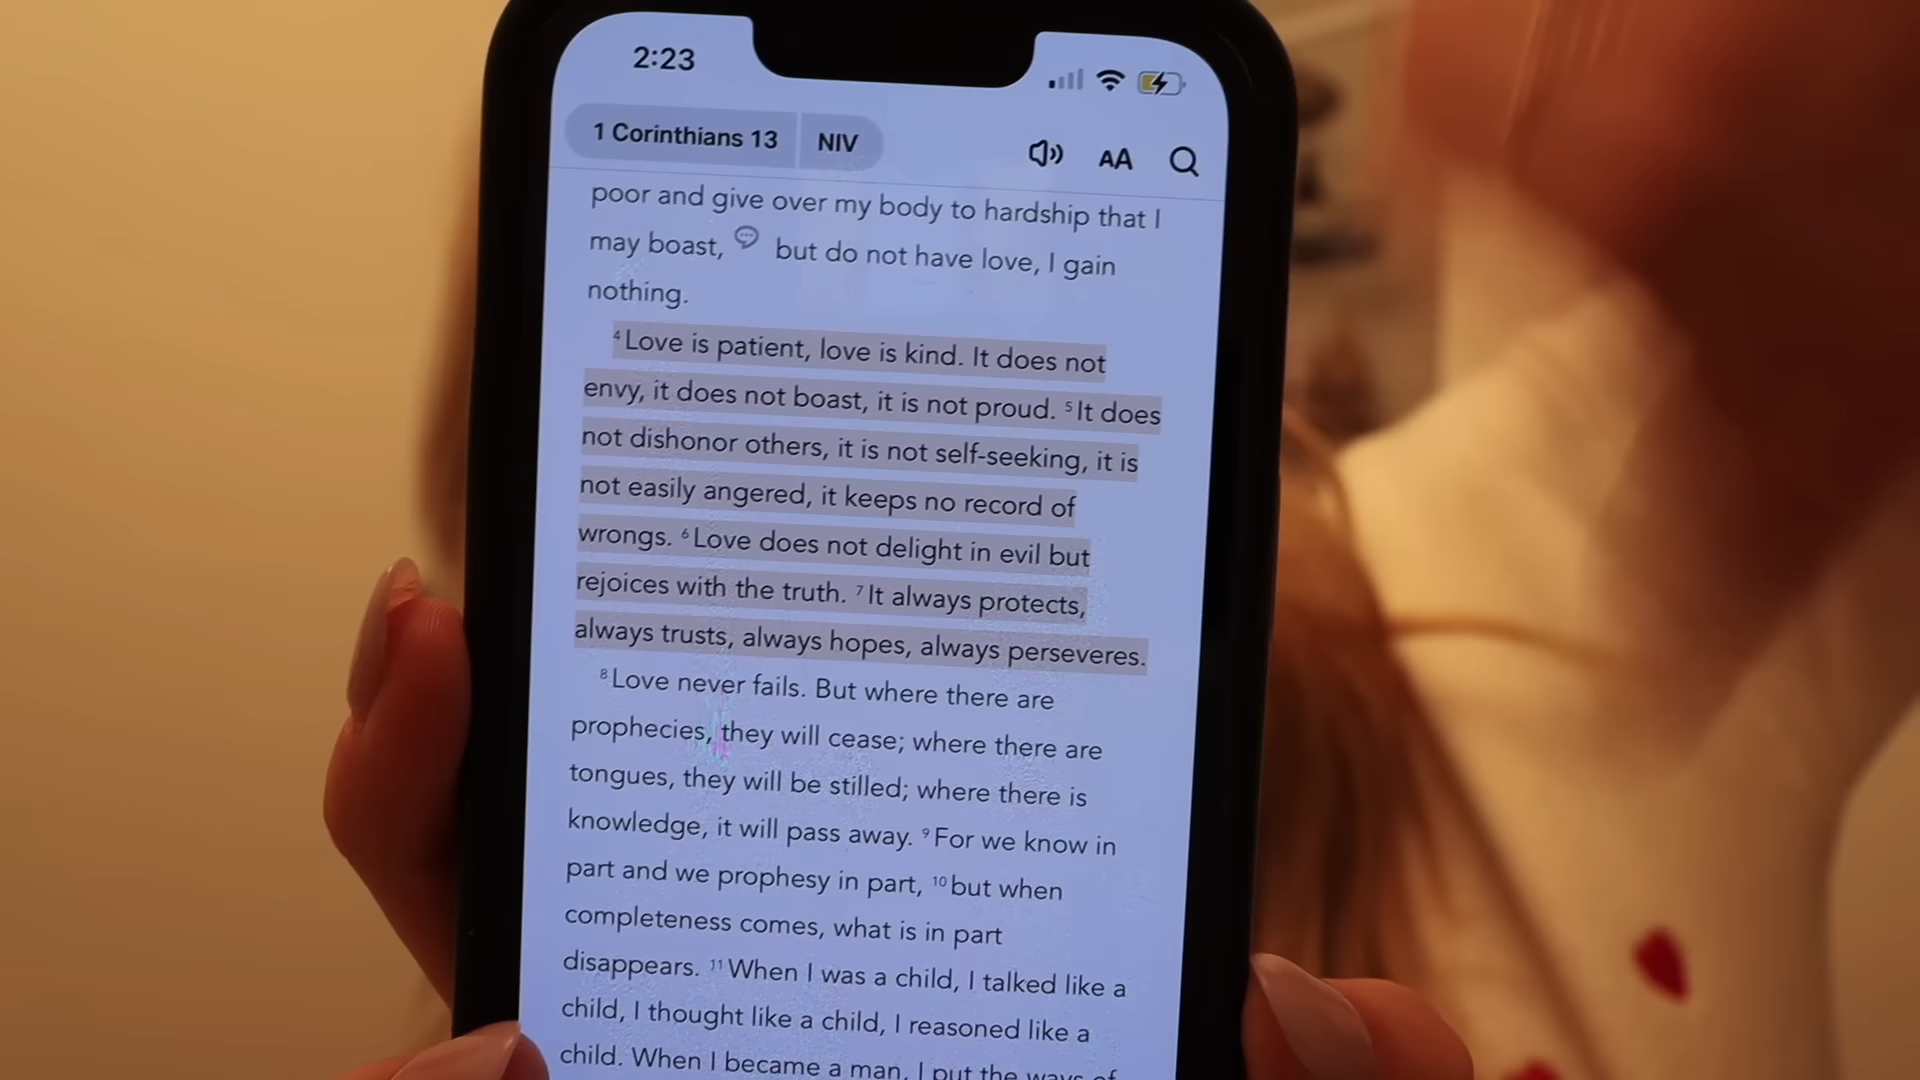 2:23
1 Corinthians 13 NIV AA
poor and give over my body to hardship that I
may boast, but do not have love, I gain
nothing.
4 Love is patient, love is kind. It does not
envy, it does not boast, it is not proud. 5 It does
not dishonor others, it is not self-seeking, it is
not easily angered, it keeps no record of
wrongs. 6 Love does not delight in evil but
rejoices with the truth. 7 It always protects,
always trusts, always hopes, always perseveres.
8 Love never fails. But where there are
prophecies, they will cease; where there are
tongues, they will be stilled; where there is
knowledge, it will pass away. 9 For we know in
part and we prophesy in part, 10 but when
completeness comes, what is in part
disappears. 11 When I was a child, I talked like a
child, I thought like a child, I reasoned like a
child. When I became a man, I put the ways of